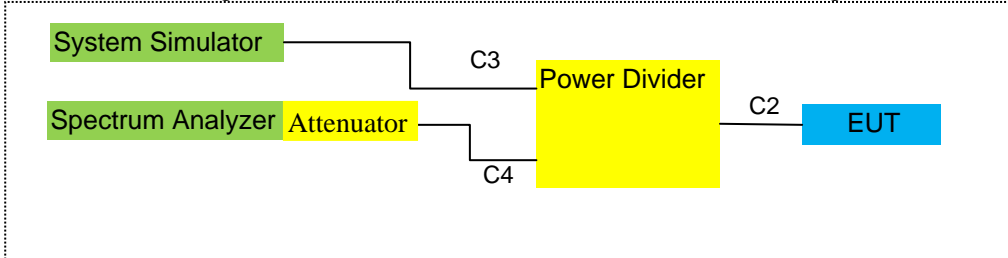 System Simulator
C3
Power Divider
Spectrum Analyzer Attenuator
C2
EUT
C4